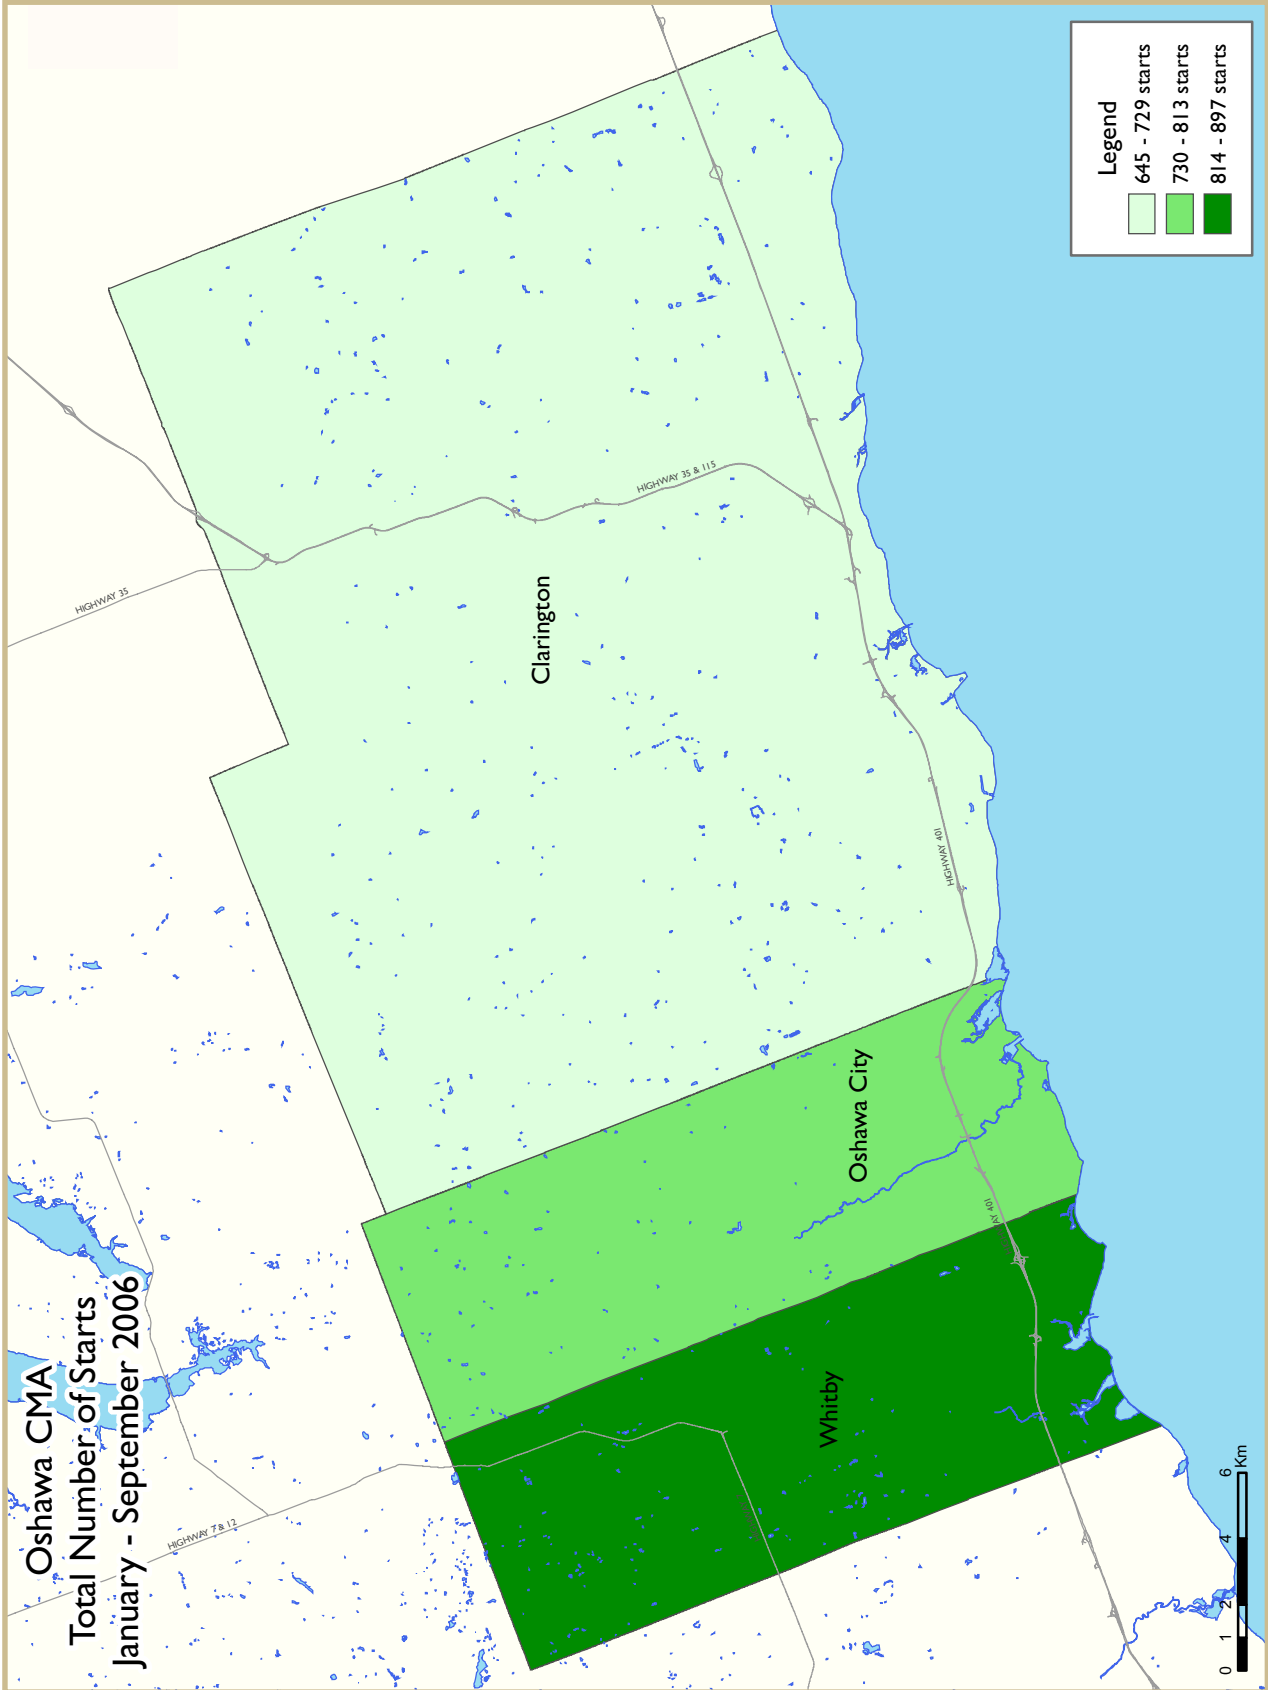 Oshawa CMA
Total Number of Starts
January - September 2006
HIGHWAY 7 & 12
HIGHWAY 35
HIGHWAY 35 & 115
Clarington
HIGHWAY 401
Oshawa City
AY 401
Whitby
Legend
645 - 729 starts
730 - 813 starts
814 - 897 starts
0 1 2 4 6
Km